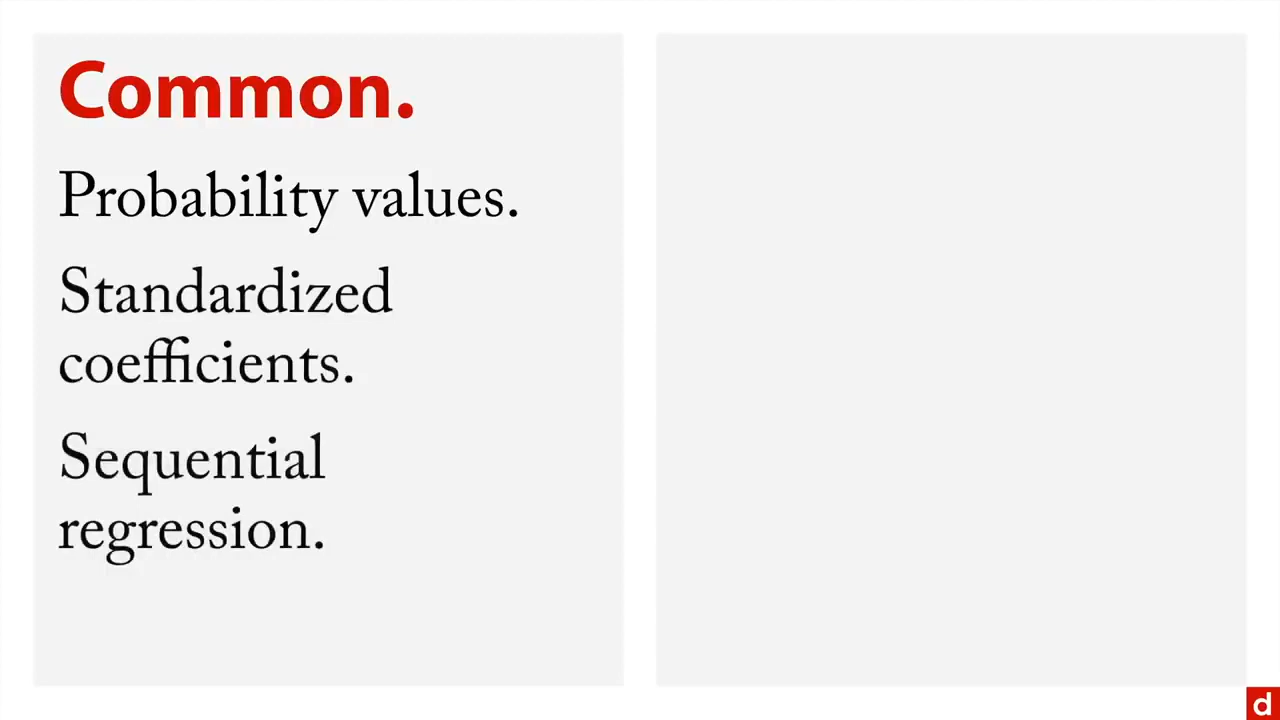 Common.
Probability values.
Standardized
coefficients.
Sequential
regression.
d